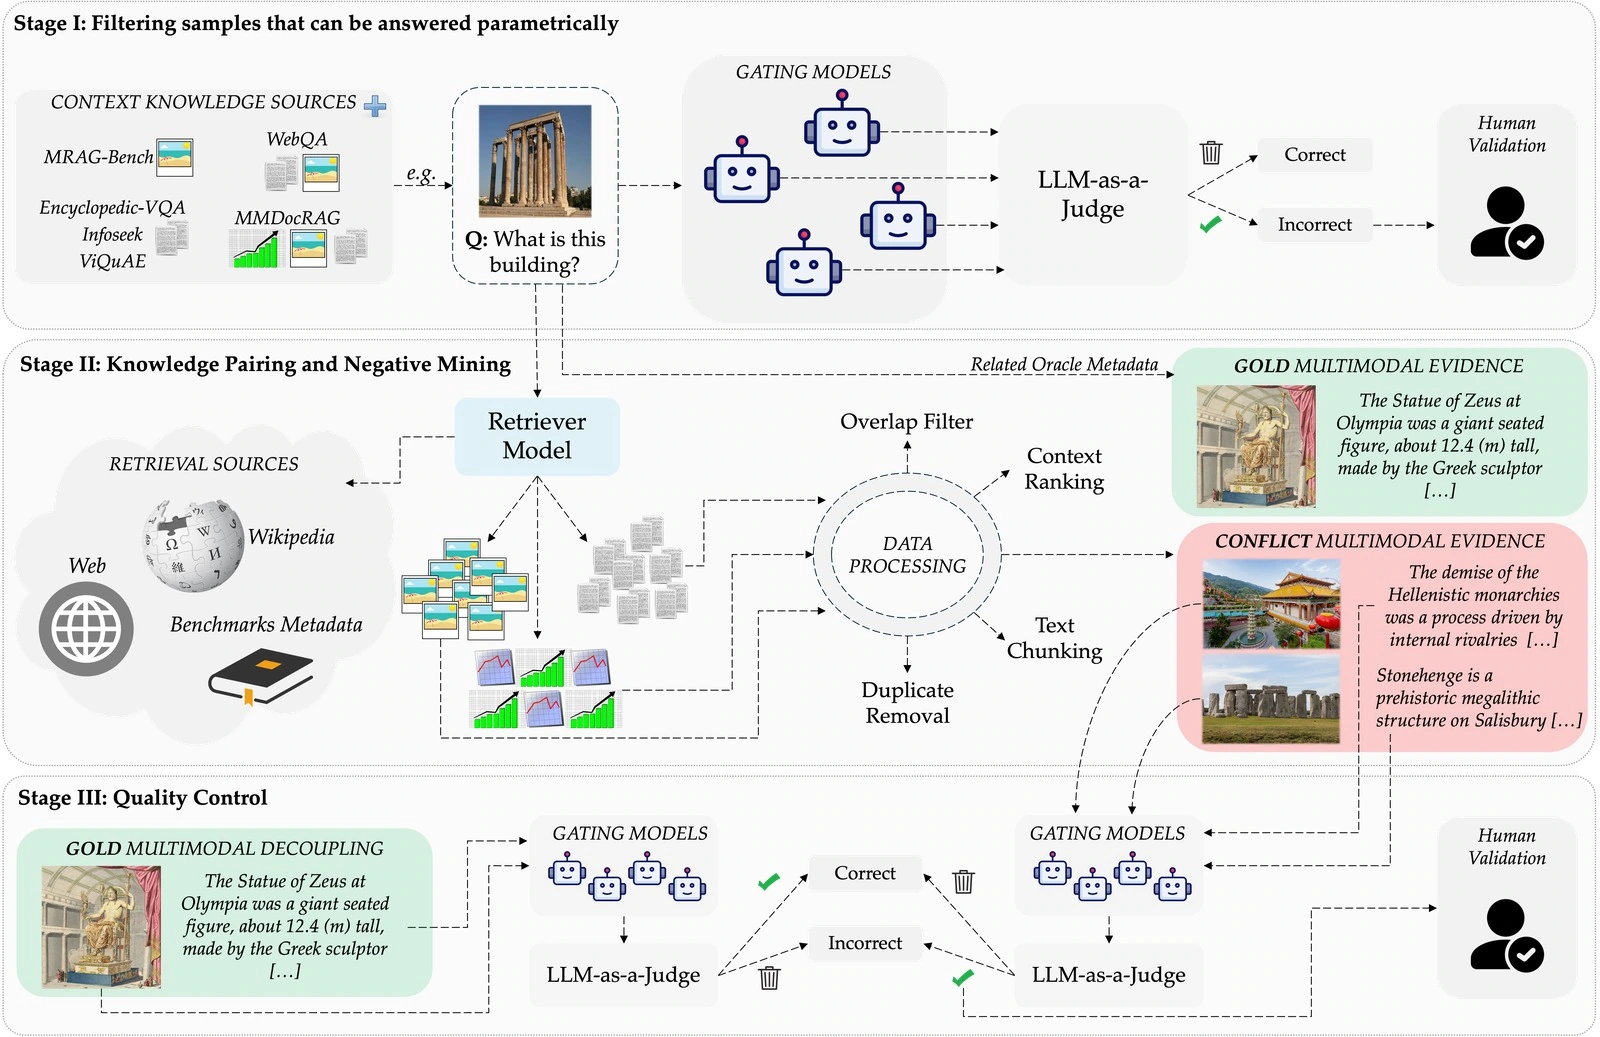 Stage I: Filtering samples that can be answered parametrically
CONTEXT KNOWLEDGE SOURCES
MRAG-Bench
WebQA
Encyclopedic-VQA
Infoseek
ViQuAE
MMDocRAG
e.g.
Q: What is this
building?
GATING MODELS
LLM-as-a-
Judge
Correct
Incorrect
Human
Validation
Stage II: Knowledge Pairing and Negative Mining
Related Oracle Metadata
Retriever
Model
RETRIEVAL SOURCES
Wikipedia
Web
Benchmarks Metadata
Overlap Filter
Context
Ranking
DATA
PROCESSING
Text
Chunking
Duplicate
Removal
GOLD MULTIMODAL EVIDENCE
The Statue of Zeus at
Olympia was a giant seated
figure, about 12.4 (m) tall,
made by the Greek sculptor
[...]
CONFLICT MULTIMODAL EVIDENCE
The demise of the
Hellenistic monarchies
was a process driven by
internal rivalries [...]
Stonehenge is a
prehistoric megalithic
structure on Salisbury [...]
Stage III: Quality Control
GOLD MULTIMODAL DECOUPLING
The Statue of Zeus at
Olympia was a giant seated
figure, about 12.4 (m) tall,
made by the Greek sculptor
[...]
GATING MODELS
LLM-as-a-Judge
Correct
Incorrect
GATING MODELS
LLM-as-a-Judge
Human
Validation